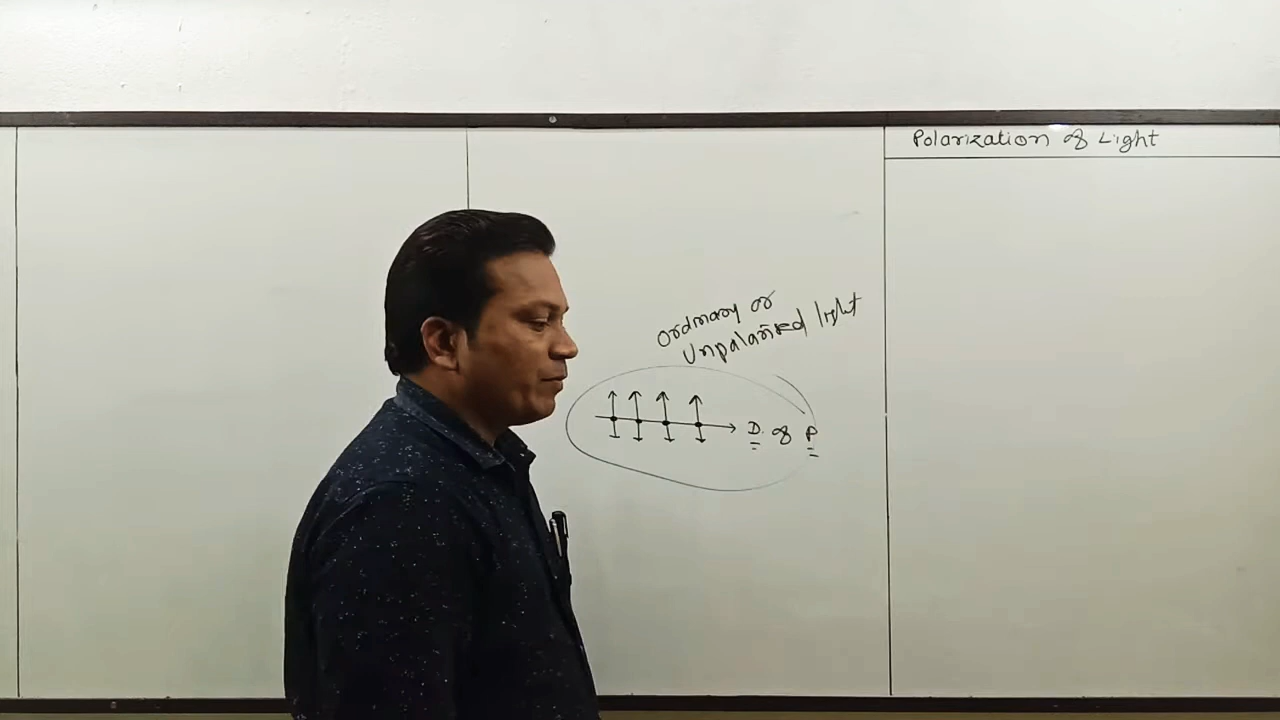 Polarization of Light
Ordinary or
Unpolarized light
D. of P